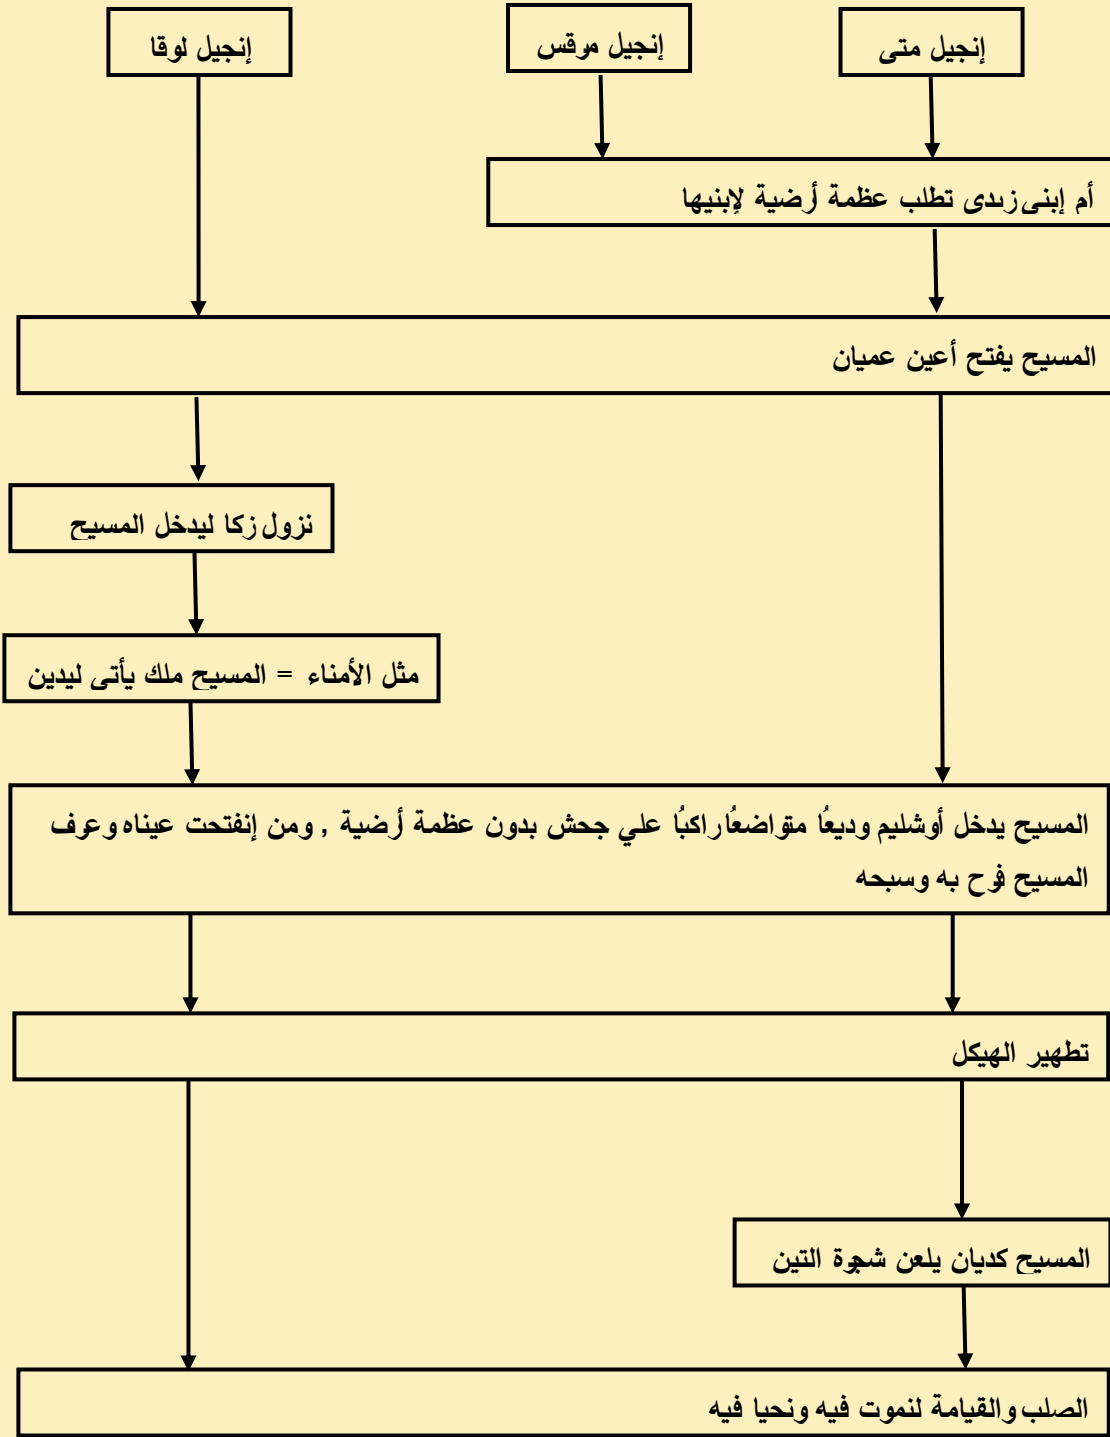 إنجيل متى
إنجيل مرقس
إنجيل لوقا
أم إبنى زبدى تطلب عظمة أرضية لإبنيها
المسيح يفتح أعين عميان
نزول زكا ليدخل المسيح
مثل الأمناء = المسيح ملك يأتى ليدين
المسيح يدخل أوشليم وديعُا متواضعُا راكبُا علي جحش بدون عظمة أرضية , ومن إنفتحت عيناه وعرف
المسيح فرح به وسبحه
تطهير الهيكل
المسيح كديان يلعن شجرة التين
الصلب والقيامة لنموت فيه ونحيا فيه